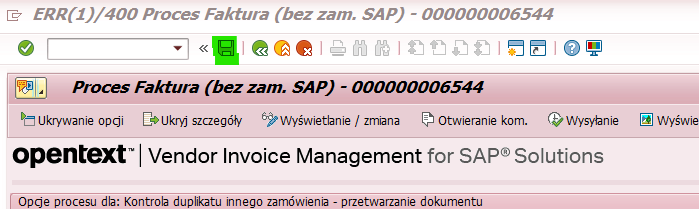 ERR(1)/400 Proces Faktura (bez zam. SAP) - 000000006544
Proces Faktura (bez zam. SAP) - 000000006544
Ukrywanie opcji Ukryj szczegóły Wyświetlanie / zmiana Otwieranie kom. Wysyłanie Wyświe
opentext™ | Vendor Invoice Management for SAP® Solutions
Opcje procesu dla: Kontrola duplikatu innego zamówienia - przetwarzanie dokumentu